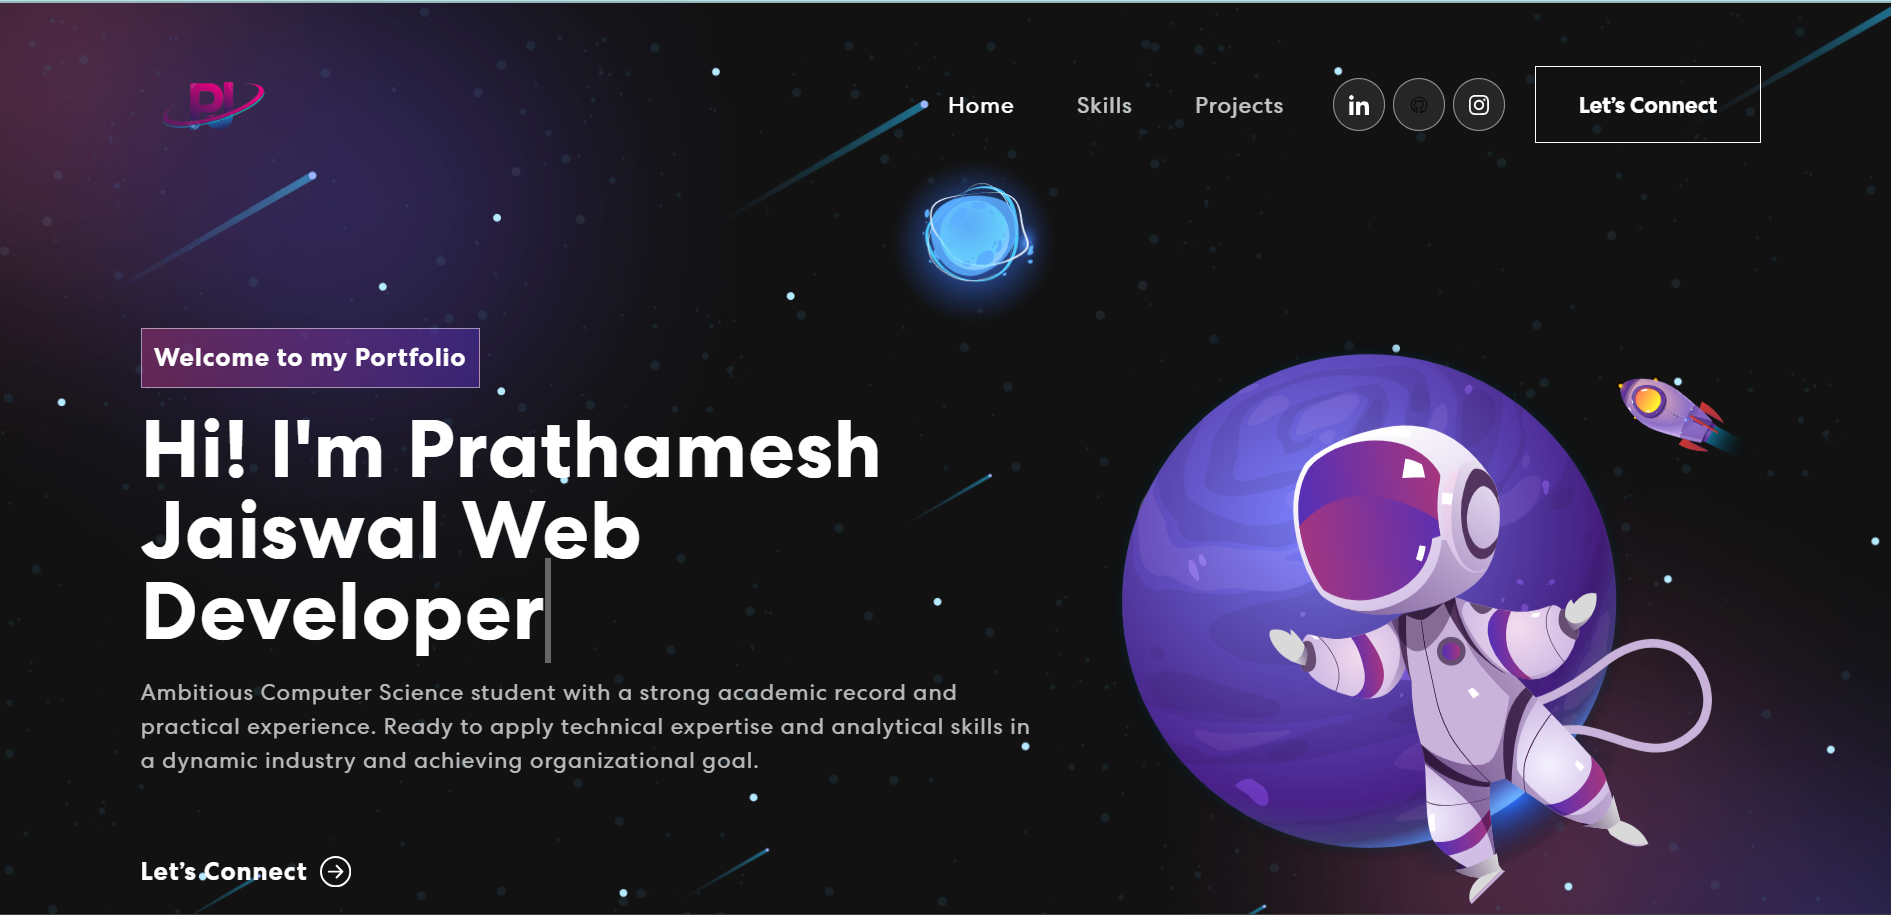 PJ
Home Skills Projects in Let's Connect
Welcome to my Portfolio
Hi! I'm Prathamesh
Jaiswal Web
Developer
Ambitious Computer Science student with a strong academic record and
practical experience. Ready to apply technical expertise and analytical skills in
a dynamic industry and achieving organizational goal.
Let's Connect